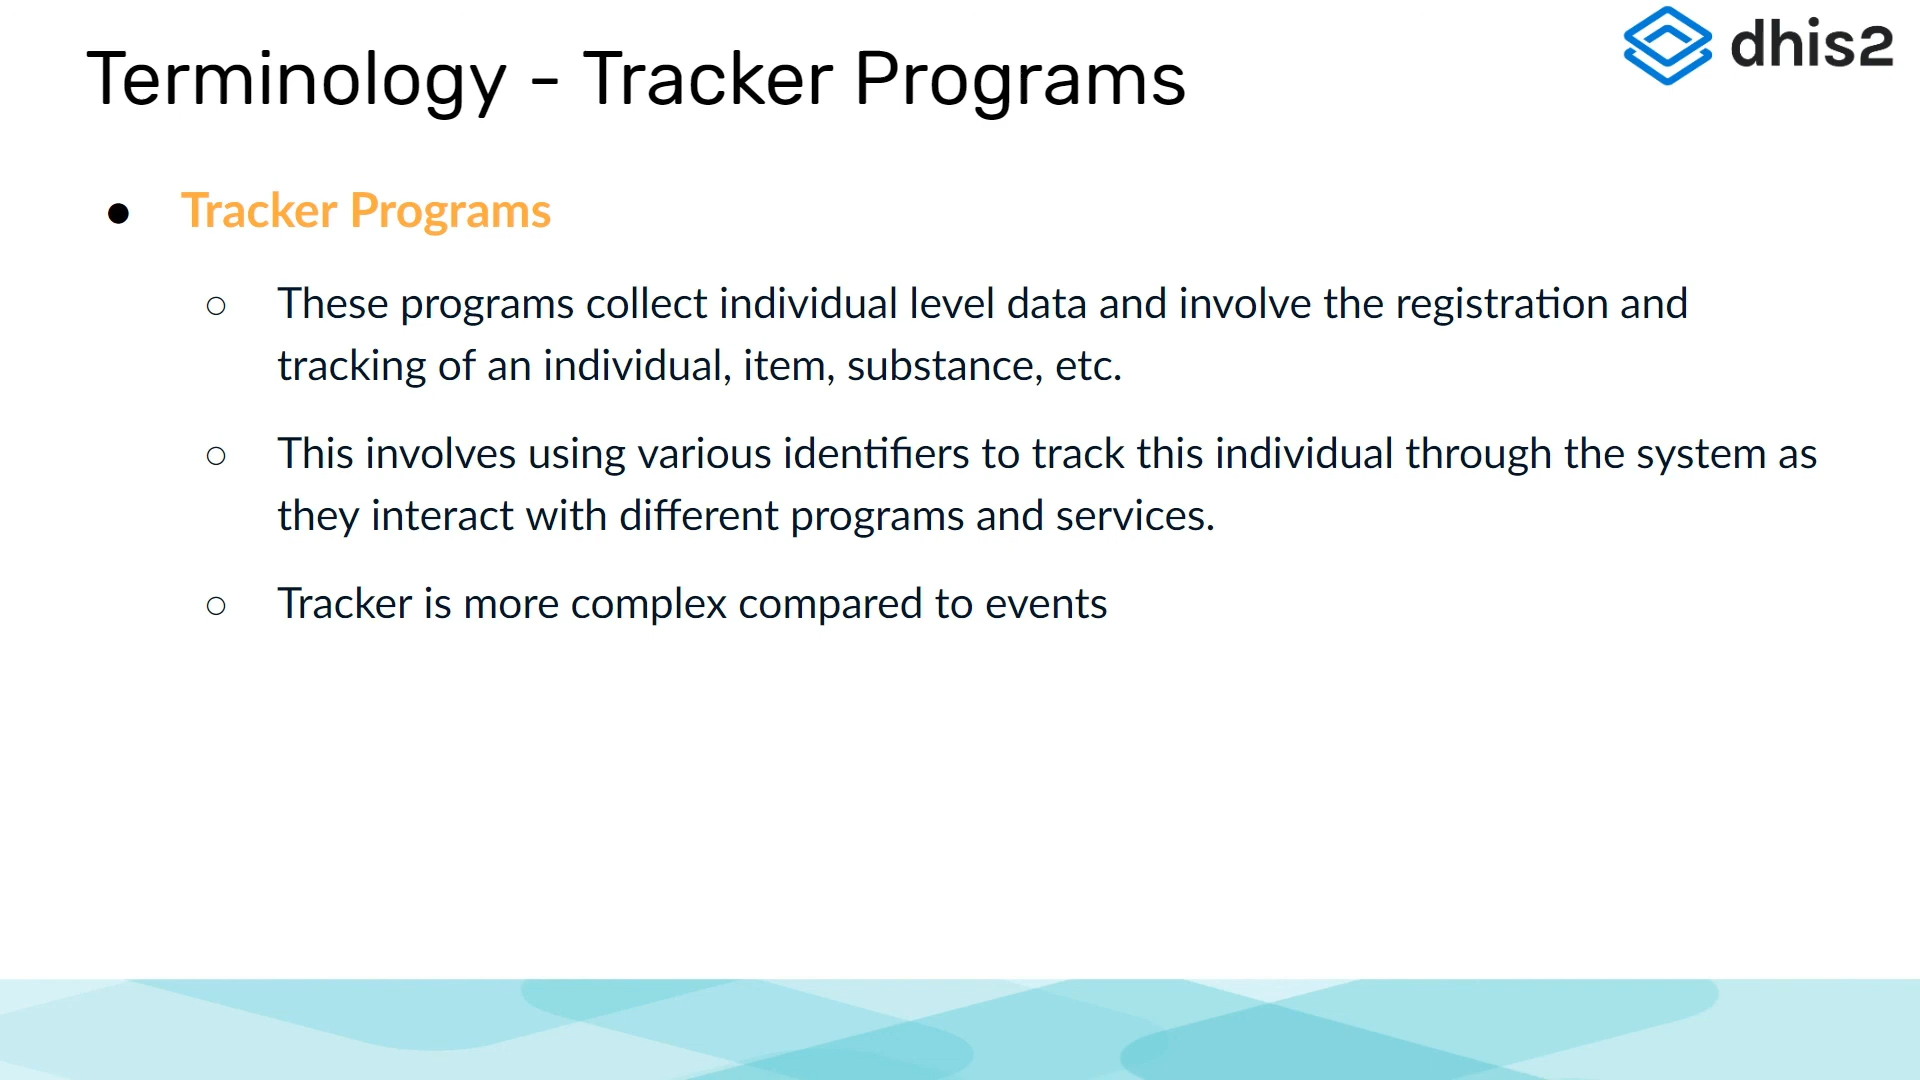 dhis2
Terminology - Tracker Programs
● Tracker Programs
○ These programs collect individual level data and involve the registration and
tracking of an individual, item, substance, etc.
○ This involves using various identifiers to track this individual through the system as
they interact with different programs and services.
○ Tracker is more complex compared to events